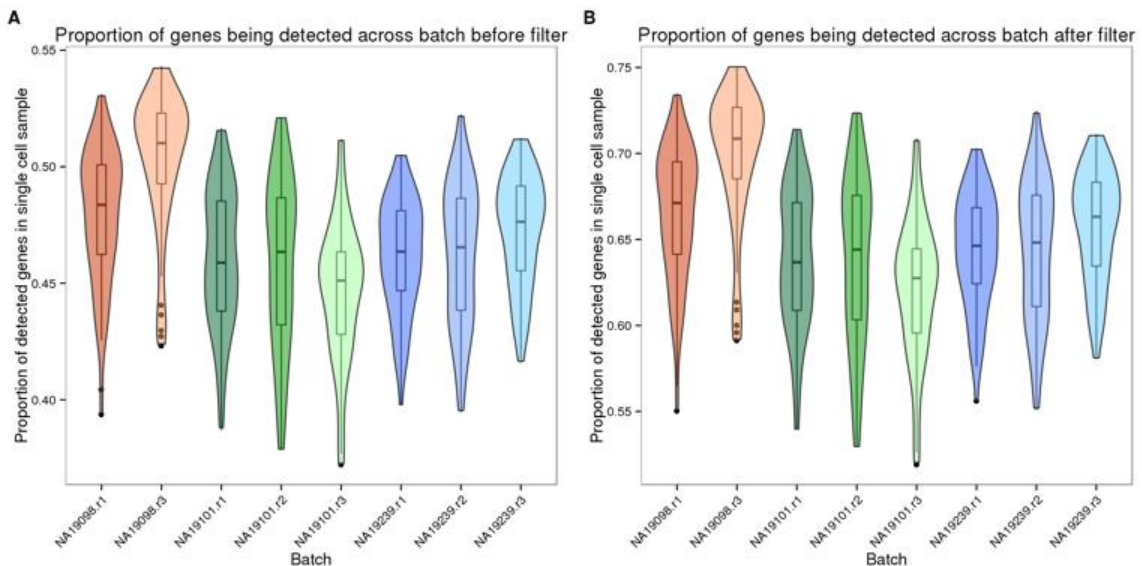 A
Proportion of genes being detected across batch before filter
Proportion of detected genes in single cell sample
0.55
0.50
0.45
0.40
NA19098.r1
NA19098.r3
NA19101.r1
NA19101.r2
NA19101.r3
NA19239.r1
NA19239.r2
NA19239.r3
Batch
B
Proportion of genes being detected across batch after filter
Proportion of detected genes in single cell sample
0.75
0.70
0.65
0.60
0.55
NA19098.r1
NA19098.r3
NA19101.r1
NA19101.r2
NA19101.r3
NA19239.r1
NA19239.r2
NA19239.r3
Batch